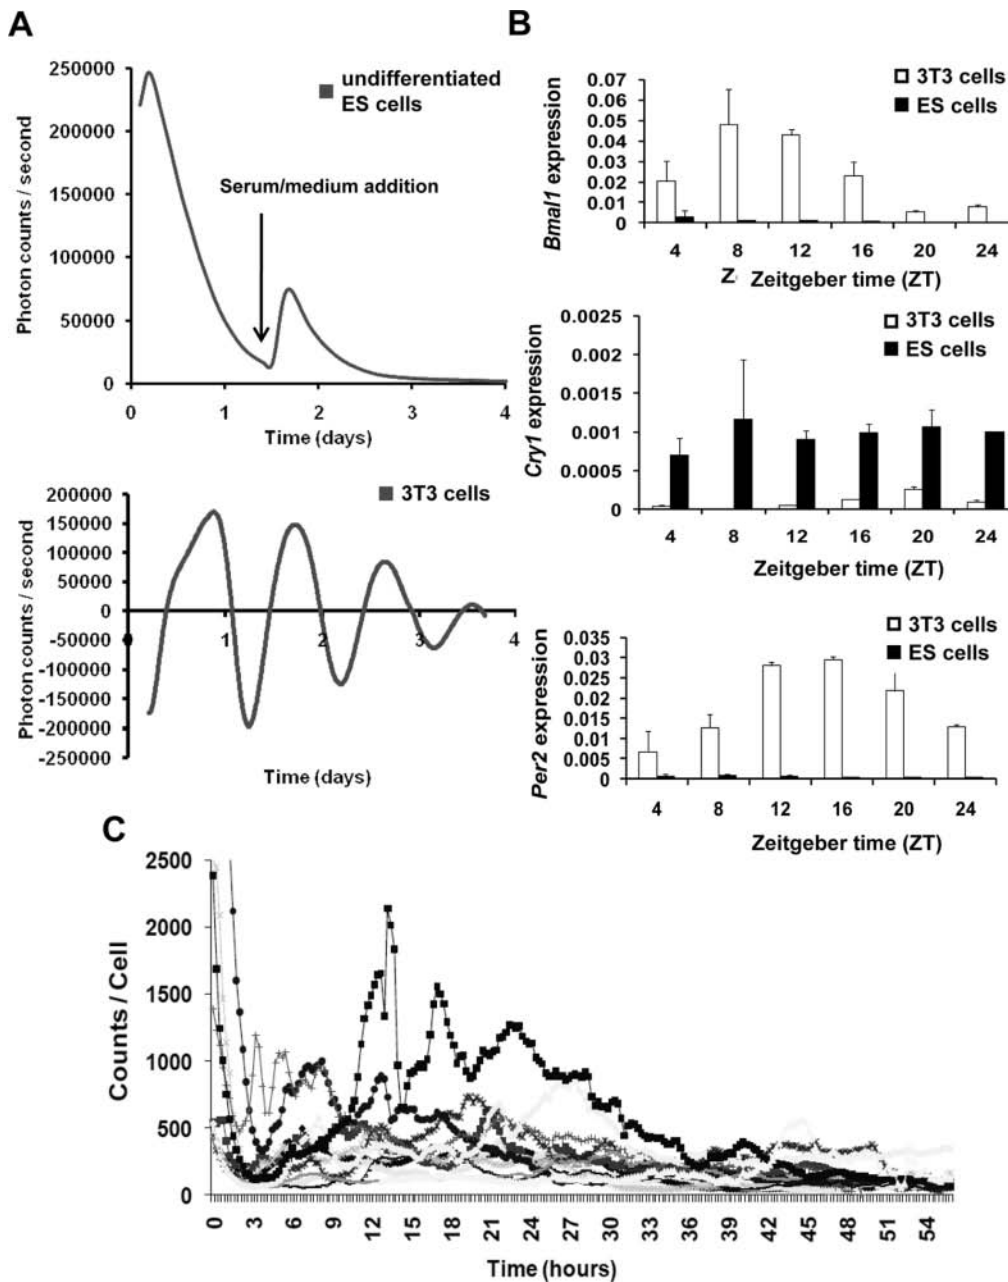 A
250000
200000
150000
100000
50000
0
Photon counts / second
undifferentiated
ES cells
Serum/medium addition
0 1 2 3 4
Time (days)
200000
150000
100000
50000
0
-50000
-100000
-150000
-200000
-250000
Photon counts / second
3T3 cells
1 2 3 4
Time (days)
B
0.07
0.06
0.05
0.04
0.03
0.02
0.01
0
Bmal1 expression
3T3 cells
ES cells
4 8 12 16 20 24
Z Zeitgeber time (ZT)
0.0025
0.002
0.0015
0.001
0.0005
0
Cry1 expression
3T3 cells
ES cells
4 8 12 16 20 24
Zeitgeber time (ZT)
0.035
0.03
0.025
0.02
0.015
0.01
0.005
0
Per2 expression
3T3 cells
ES cells
4 8 12 16 20 24
Zeitgeber time (ZT)
C
2500
2000
1500
1000
500
0
Counts / Cell
0 3 6 9 12 15 18 21 24 27 30 33 36 39 42 45 48 51 54
Time (hours)